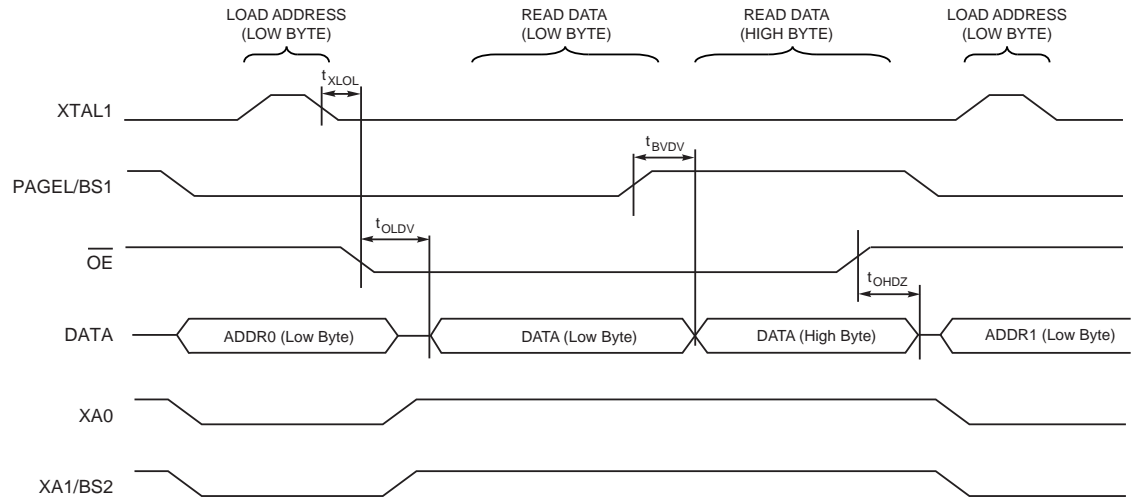 LOAD ADDRESS
(LOW BYTE)
READ DATA
(LOW BYTE)
READ DATA
(HIGH BYTE)
LOAD ADDRESS
(LOW BYTE)
tXLOL
XTAL1
tBVDV
PAGEL/BS1
tOLDV
OE
tOHDZ
DATA
ADDR0 (Low Byte)
DATA (Low Byte)
DATA (High Byte)
ADDR1 (Low Byte)
XA0
XA1/BS2